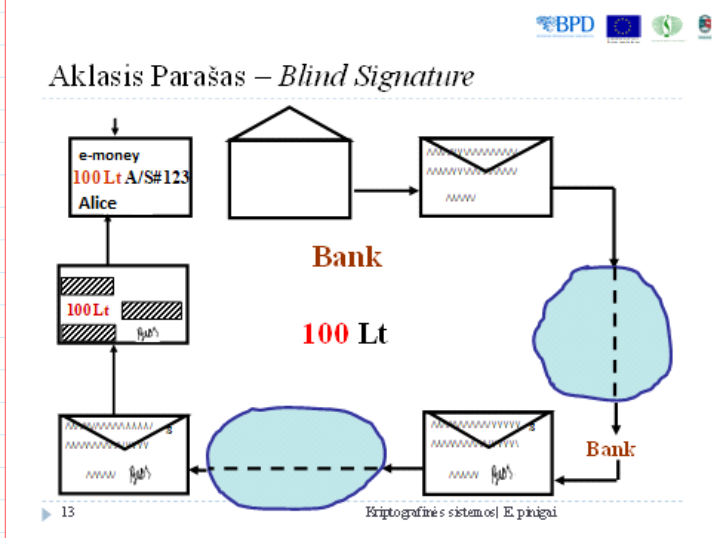 BPD
Aklasis Parašas – Blind Signature
e-money
100 Lt A/S#123
Alice
Bank
100 Lt
100 Lt
Bank
13
Kriptografinės sistemos| E. pinigai